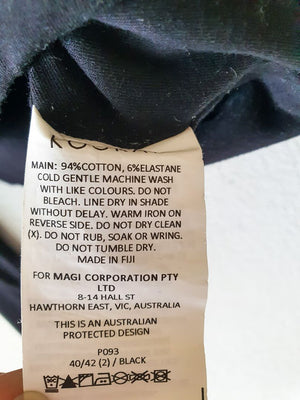 MAIN: 94%COTTON, 6%ELASTANE
COLD GENTLE MACHINE WASH
WITH LIKE COLOURS. DO NOT
BLEACH. LINE DRY IN SHADE
WITHOUT DELAY. WARM IRON ON
REVERSE SIDE. DO NOT DRY CLEAN
(X). DO NOT RUB, SOAK OR WRING.
DO NOT TUMBLE DRY.
MADE IN FIJI
FOR MAGI CORPORATION PTY
LTD
8-14 HALL ST
HAWTHORN EAST, VIC, AUSTRALIA
THIS IS AN AUSTRALIAN
PROTECTED DESIGN
P093
40/42 (2) / BLACK